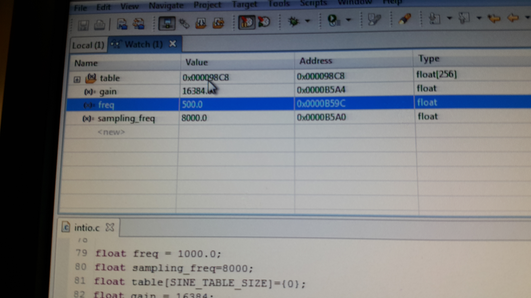 File Edit View Navigate Project Target Tools Scripts Window Help
Local (1) Watch (1)
Name Value Address Type
table 0x000098C8 0x000098C8 float[256]
gain 16384. 0x0000B5A4 float
freq 500.0 0x0000B59C float
sampling_freq 8000.0 0x0000B5A0 float
<new>
intio.c
78
79 float freq = 1000.0;
80 float sampling_freq=8000;
81 float table[SINE_TABLE_SIZE]={0};
82 float gain = 16384;